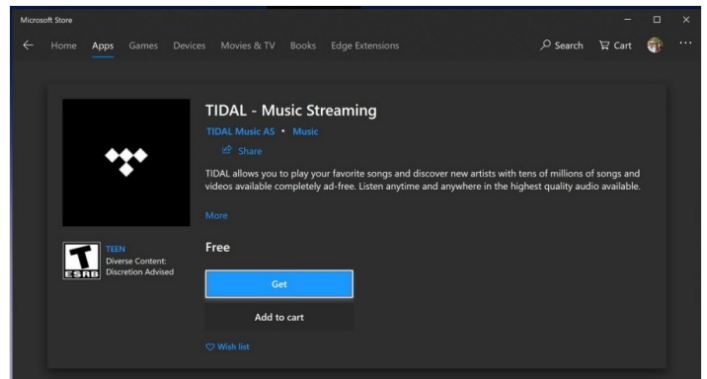 Microsoft Store
Home Apps Games Devices Movies & TV Books Edge Extensions Search Cart
TIDAL - Music Streaming
TIDAL Music AS • Music
Share
TIDAL allows you to play your favorite songs and discover new artists with tens of millions of songs and
videos available completely ad-free. Listen anytime and anywhere in the highest quality audio available.
More
T
ESRB
TEEN
Diverse Content:
Discretion Advised
Free
Get
Add to cart
Wish list